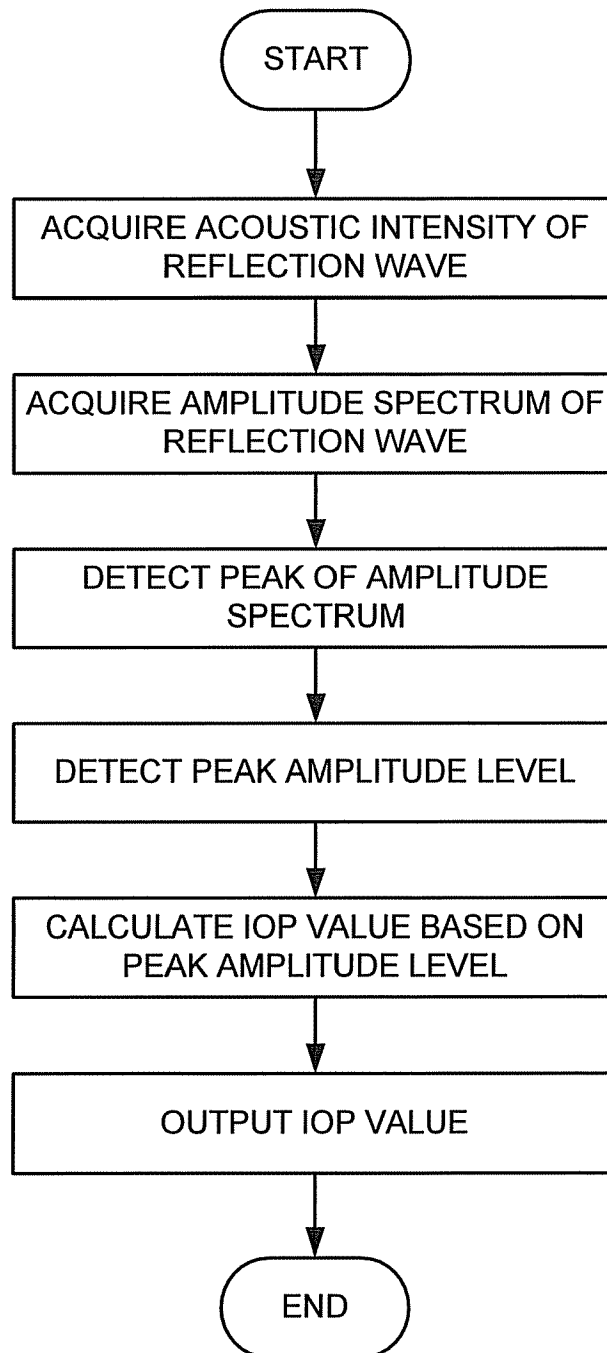 START
ACQUIRE ACOUSTIC INTENSITY OF
REFLECTION WAVE
ACQUIRE AMPLITUDE SPECTRUM OF
REFLECTION WAVE
DETECT PEAK OF AMPLITUDE
SPECTRUM
DETECT PEAK AMPLITUDE LEVEL
CALCULATE IOP VALUE BASED ON
PEAK AMPLITUDE LEVEL
OUTPUT IOP VALUE
END